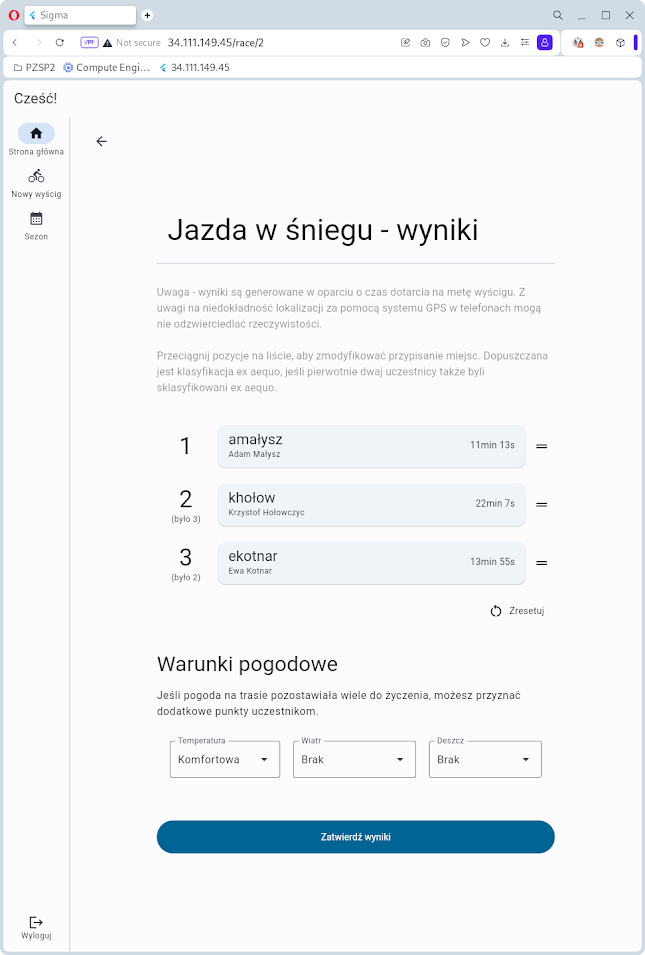 Sigma
VPN
Not secure
34.111.149.45/race/2
PZSP2
Compute Engi...
34.111.149.45
Cześć!
Strona główna
Nowy wyścig
Sezon
Jazda w śniegu - wyniki
Uwaga - wyniki są generowane w oparciu o czas dotarcia na metę wyścigu. Z
uwagi na niedokładność lokalizacji za pomocą systemu GPS w telefonach mogą
nie odzwierciedlać rzeczywistości.
Przeciągnij pozycje na liście, aby zmodyfikować przypisanie miejsc. Dopuszczana
jest klasyfikacja ex aequo, jeśli pierwotnie dwaj uczestnicy także byli
sklasyfikowani ex aequo.
1
amałysz
Adam Małysz
11min 13s
2
(było 3)
khołow
Krzystof Hołowczyc
22min 7s
3
(było 2)
ekotnar
Ewa Kotnar
13min 55s
Zresetuj
Warunki pogodowe
Jeśli pogoda na trasie pozostawiała wiele do życzenia, możesz przyznać
dodatkowe punkty uczestnikom.
Temperatura
Komfortowa
Wiatr
Brak
Deszcz
Brak
Zatwierdź wyniki
Wyloguj